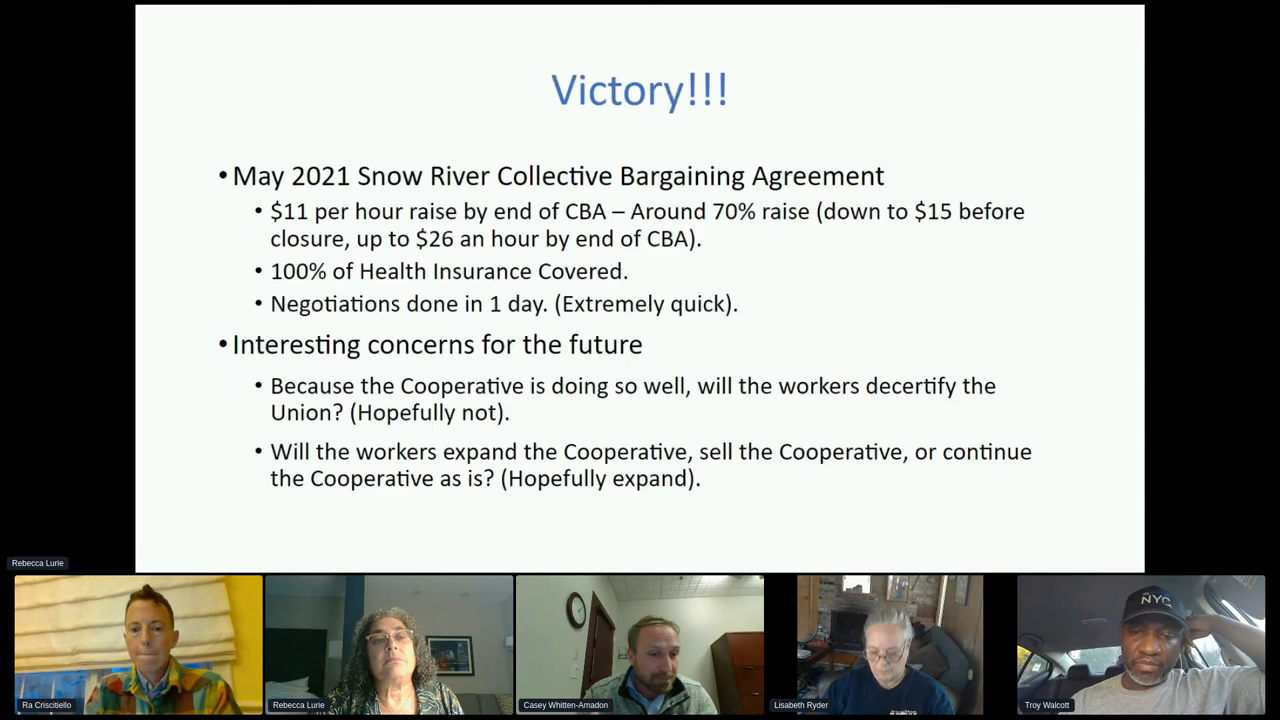 Victory!!!
• May 2021 Snow River Collective Bargaining Agreement
• $11 per hour raise by end of CBA – Around 70% raise (down to $15 before
closure, up to $26 an hour by end of CBA).
• 100% of Health Insurance Covered.
• Negotiations done in 1 day. (Extremely quick).
• Interesting concerns for the future
• Because the Cooperative is doing so well, will the workers decertify the
Union? (Hopefully not).
• Will the workers expand the Cooperative, sell the Cooperative, or continue
the Cooperative as is? (Hopefully expand).
Rebecca Lurie
NYC
Ra Criscitiello
Rebecca Lurie
Casey Whitten-Amadon
Lisabeth Ryder
Troy Walcott